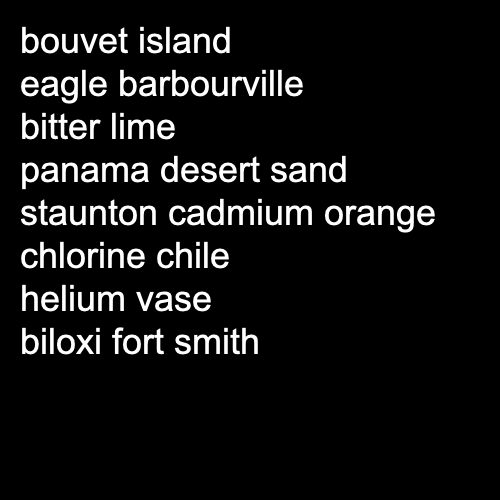 bouvet island
eagle barbourville
bitter lime
panama desert sand
staunton cadmium orange
chlorine chile
helium vase
biloxi fort smith